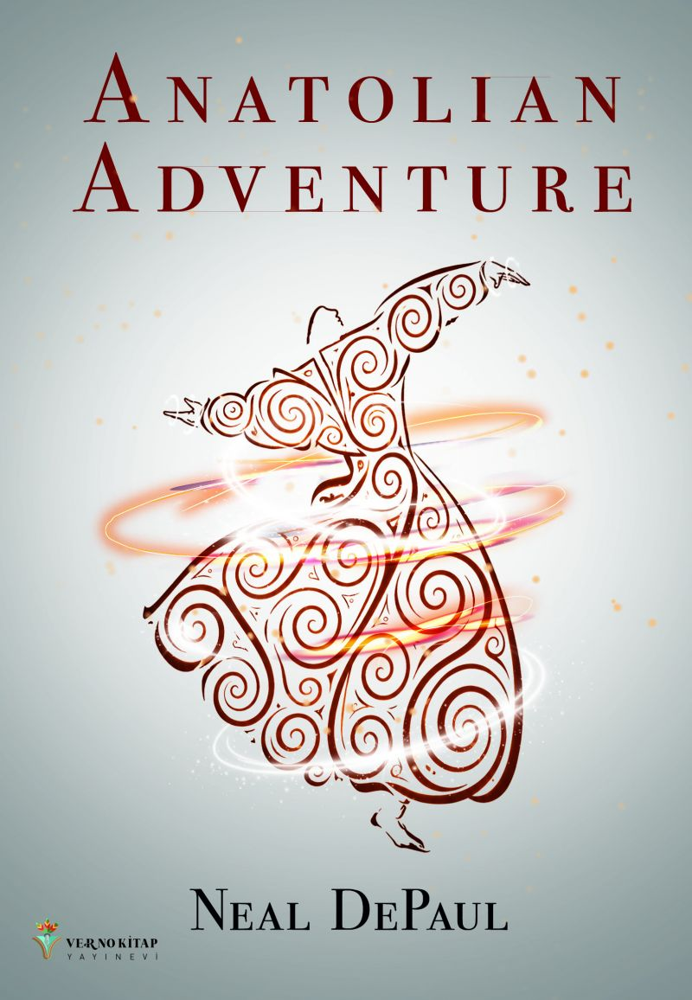 ANATOLIAN
ADVENTURE
NEAL DEPAUL
VERNO KİTAP
YAYINEVİ